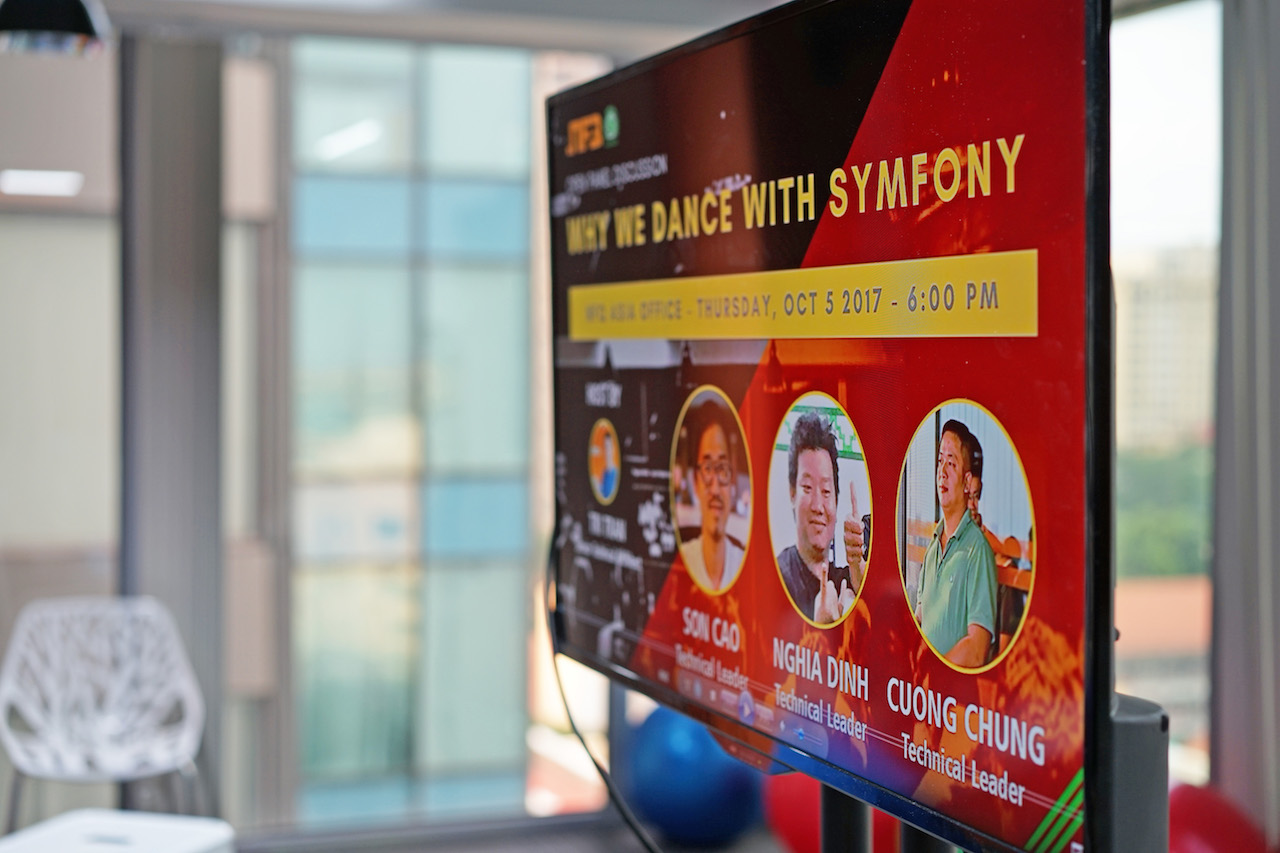 OPEN PANEL DISCUSSION
WHY WE DANCE WITH SYMFONY
NFQ ASIA OFFICE - THURSDAY, OCT 5 2017 - 6:00 PM
HOST BY
TRI TRAN
SON CAO
Technical Leader
NGHIA DINH
Technical Leader
CUONG CHUNG
Technical Leader